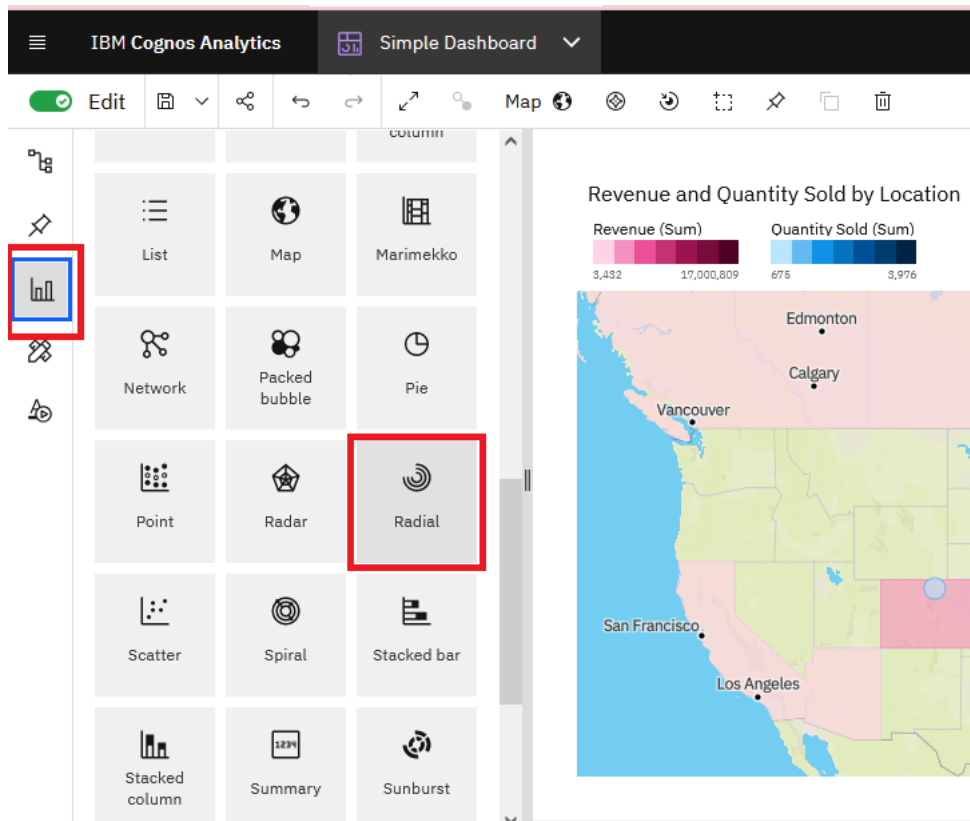 IBM Cognos Analytics
Simple Dashboard
Edit
Map
column
List
Map
Marimekko
Network
Packed
bubble
Pie
Point
Radar
Radial
Scatter
Spiral
Stacked bar
Stacked
column
1234
Summary
Sunburst
Revenue and Quantity Sold by Location
Revenue (Sum)
Quantity Sold (Sum)
3,432
17,000,809
675
3,976
Edmonton
Calgary
Vancouver
San Francisco
Los Angeles